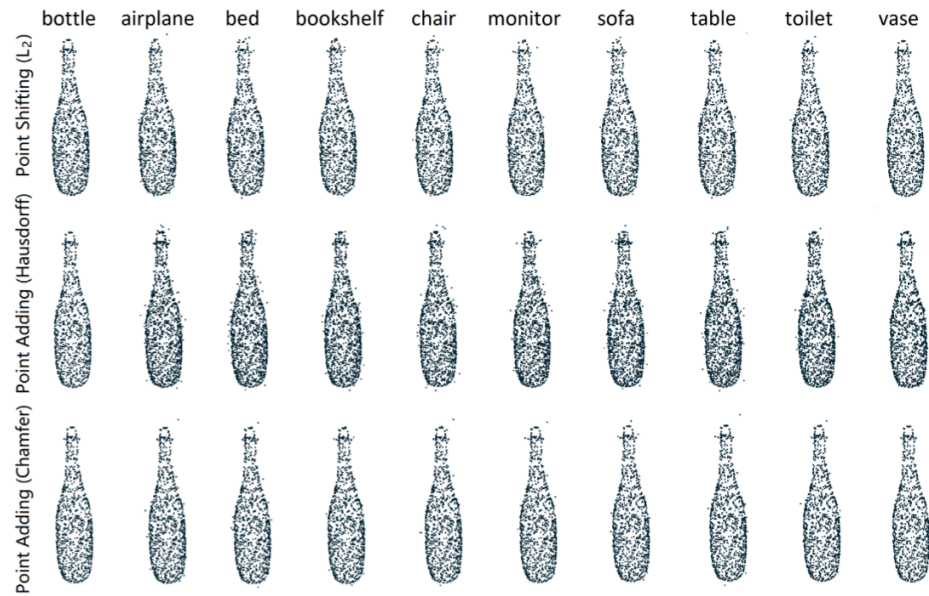 bottle airplane bed bookshelf chair monitor sofa table toilet vase
Point Shifting (L₂)
Point Adding (Hausdorff)
Point Adding (Chamfer)